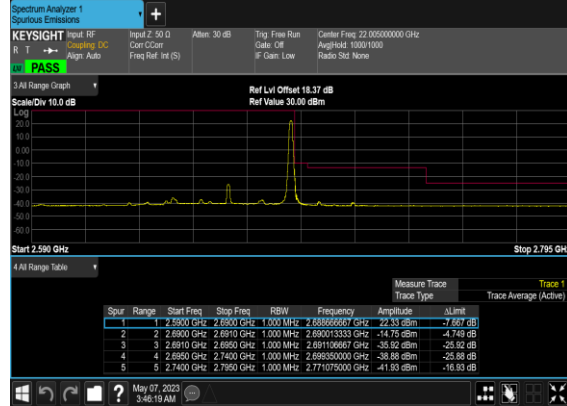 Spectrum Analyzer 1
Spurious Emissions
+
KEYSIGHT Input: RF Input Z: 50 Ω Atten: 30 dB Trig: Free Run Center Freq: 22.005000000 GHz
R T Coupling: DC Corr CCorr Gate: Off Avg|Hold: 1000/1000
Align: Auto Freq Ref: Int (S) IF Gain: Low Radio Std: None
LW PASS
3 All Range Graph
Ref Lvl Offset 18.37 dB
Scale/Div 10.0 dB Ref Value 30.00 dBm
Log
20.0
10.0
0.00
-10.0
-20.0
-30.0
-40.0
-50.0
-60.0
Start 2.590 GHz Stop 2.795 GHz
4 All Range Table
Measure Trace Trace 1
Trace Type Trace Average (Active)
Spur Range Start Freq Stop Freq RBW Frequency Amplitude ΔLimit
1 1 2.5900 GHz 2.6900 GHz 1.000 MHz 2.688666667 GHz 22.33 dBm -7.667 dB
2 2 2.6900 GHz 2.6910 GHz 1.000 MHz 2.690013333 GHz -14.75 dBm -4.749 dB
3 3 2.6910 GHz 2.6950 GHz 1.000 MHz 2.691106667 GHz -35.92 dBm -25.92 dB
4 4 2.6950 GHz 2.7400 GHz 1.000 MHz 2.699350000 GHz -38.88 dBm -25.88 dB
5 5 2.7400 GHz 2.7950 GHz 1.000 MHz 2.771075000 GHz -41.93 dBm -16.93 dB
? May 07, 2023
3:46:19 AM